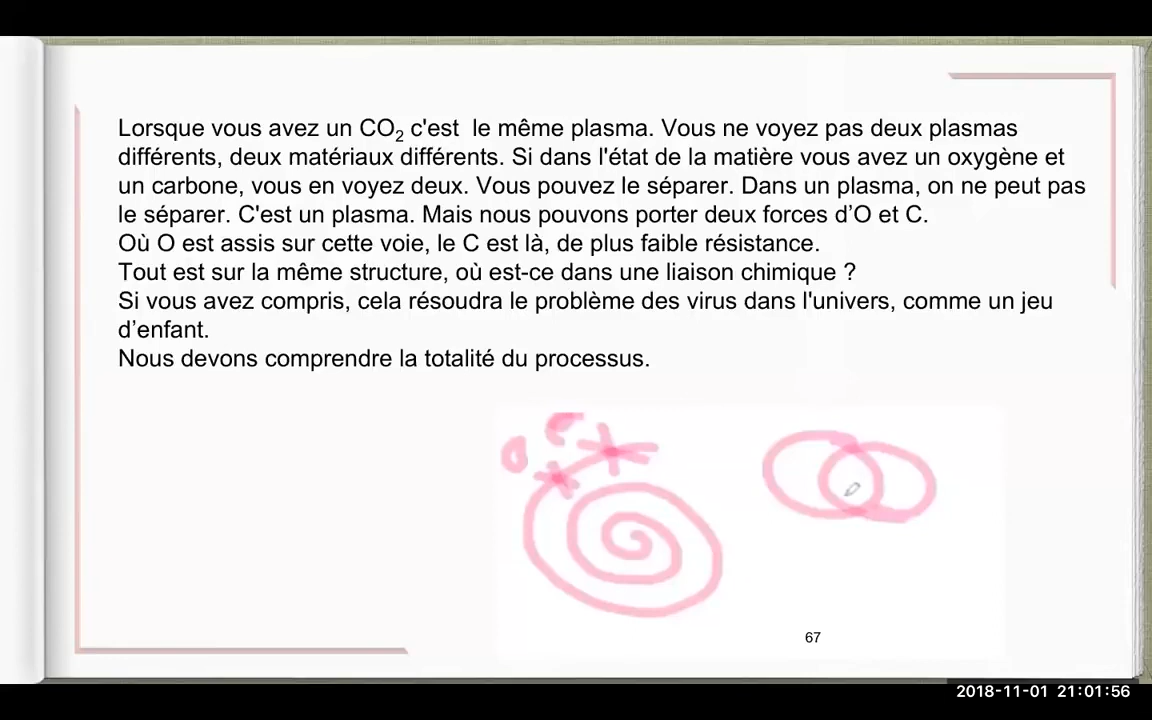 Lorsque vous avez un CO₂ c'est  le même plasma. Vous ne voyez pas deux plasmas
différents, deux matériaux différents. Si dans l'état de la matière vous avez un oxygène et
un carbone, vous en voyez deux. Vous pouvez le séparer. Dans un plasma, on ne peut pas
le séparer. C'est un plasma. Mais nous pouvons porter deux forces d’O et C.
Où O est assis sur cette voie, le C est là, de plus faible résistance.
Tout est sur la même structure, où est-ce dans une liaison chimique ?
Si vous avez compris, cela résoudra le problème des virus dans l'univers, comme un jeu
d’enfant.
Nous devons comprendre la totalité du processus.
67
2018-11-01 21:01:56